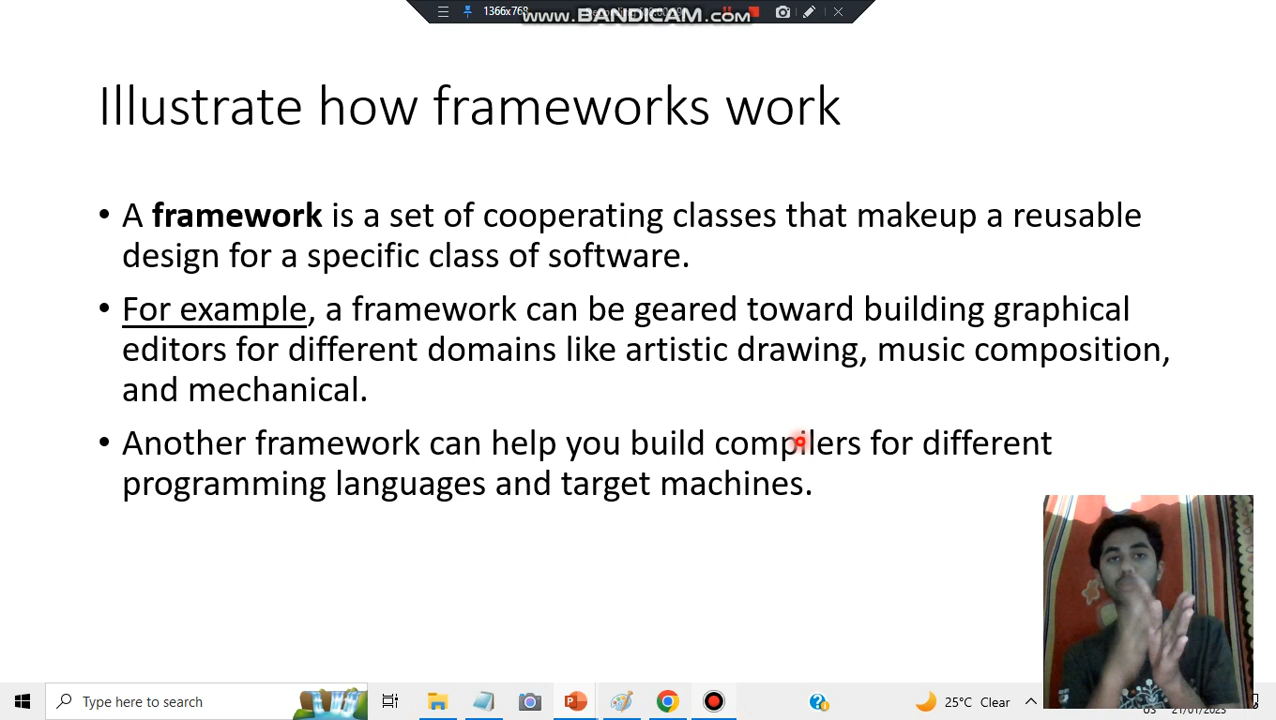 1366x768
www.BANDICAM.com
Illustrate how frameworks work
• A framework is a set of cooperating classes that makeup a reusable
design for a specific class of software.
• For example, a framework can be geared toward building graphical
editors for different domains like artistic drawing, music composition,
and mechanical.
• Another framework can help you build compilers for different
programming languages and target machines.
Type here to search
25°C Clear
US
21/01/2023